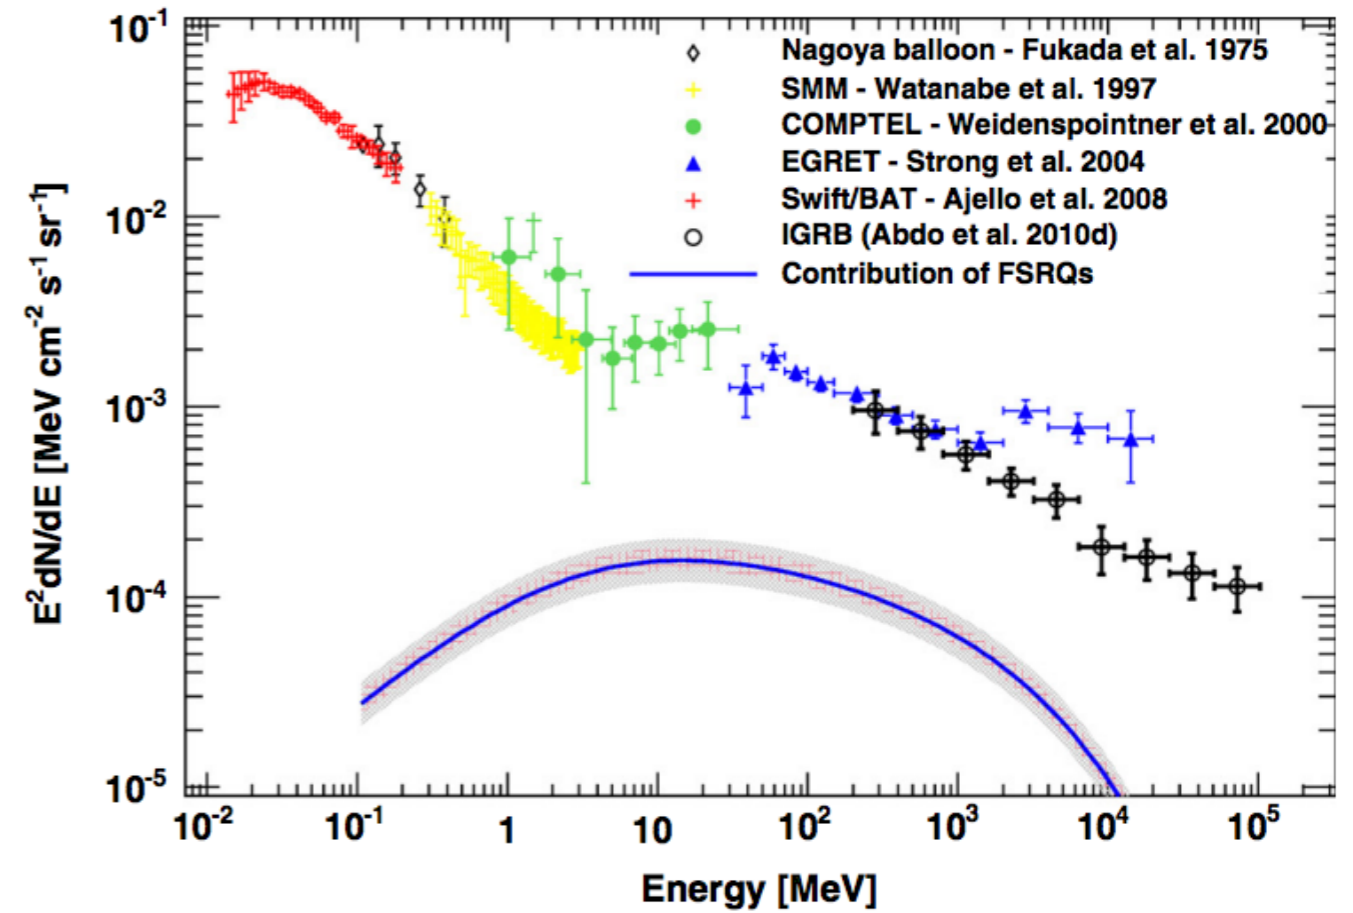 10-1
10-2
10-3
10-4
10-5
E2dN/dE [MeV cm-2 s-1 sr-1]
Nagoya balloon - Fukada et al. 1975
SMM - Watanabe et al. 1997
COMPTEL - Weidenspointner et al. 2000
EGRET - Strong et al. 2004
Swift/BAT - Ajello et al. 2008
IGRB (Abdo et al. 2010d)
Contribution of FSRQs
10-2 10-1 1 10 102 103 104 105
Energy [MeV]